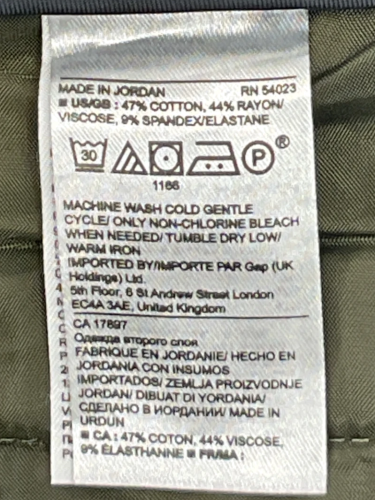 MADE IN JORDAN RN 54023
■ US/GB : 47% COTTON, 44% RAYON/
VISCOSE, 9% SPANDEX/ELASTANE
30 P ®
1166
MACHINE WASH COLD GENTLE
CYCLE/ ONLY NON-CHLORINE BLEACH
WHEN NEEDED/ TUMBLE DRY LOW/
WARM IRON
IMPORTED BY/IMPORTE PAR Gap (UK
Holdings) Ltd.
5th Floor, 6 St Andrew Street London
EC4A 3AE, United Kingdom
CA 17897
Одежда второго слоя
FABRIQUE EN JORDANIE/ HECHO EN
JORDANIA CON INSUMOS
IMPORTADOS/ ZEMLJA PROIZVODNJE
JORDAN/ DIBUAT DI YORDANIA/
СДЕЛАНО В ИОРДАНИИ/ MADE IN
URDUN
■ CA : 47% COTON, 44% VISCOSE,
9% ÉLASTHANNE ■ FR/MA :